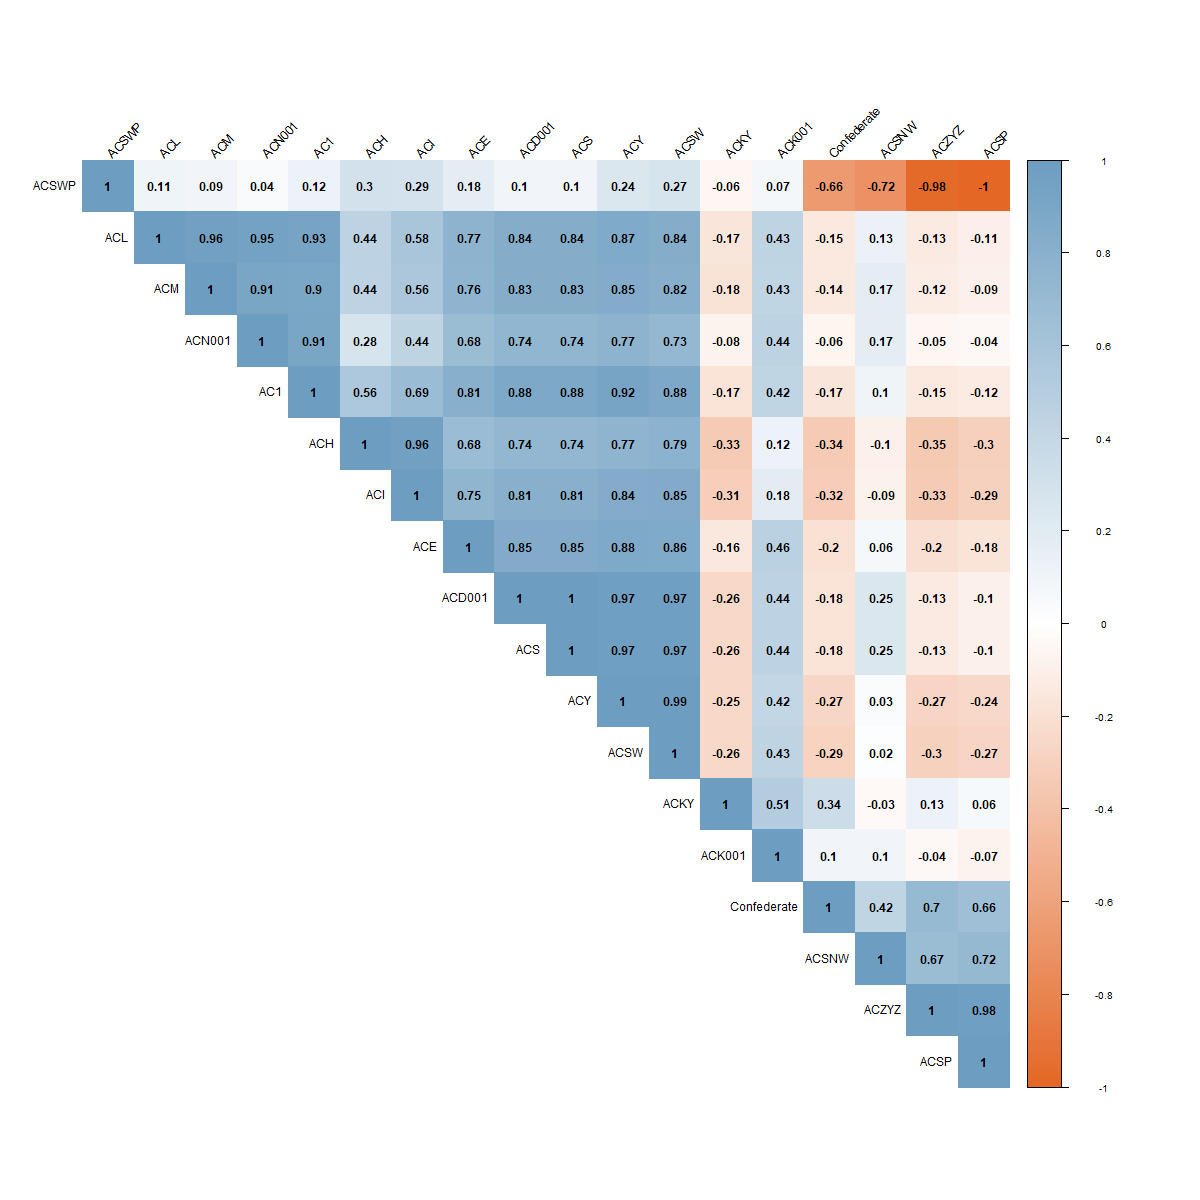 ACSWP ACL ACM ACN001 AC1 ACH ACI ACE ACD001 ACS ACY ACSW ACKY ACK001 Confederate ACSNW ACZYZ ACSP
ACSWP 1 0.11 0.09 0.04 0.12 0.3 0.29 0.18 0.1 0.1 0.24 0.27 -0.06 0.07 -0.66 -0.72 -0.98 -1 1
ACL 1 0.96 0.95 0.93 0.44 0.58 0.77 0.84 0.84 0.87 0.84 -0.17 0.43 -0.15 0.13 -0.13 -0.11 0.8
ACM 1 0.91 0.9 0.44 0.56 0.76 0.83 0.83 0.85 0.82 -0.18 0.43 -0.14 0.17 -0.12 -0.09
ACN001 1 0.91 0.28 0.44 0.68 0.74 0.74 0.77 0.73 -0.08 0.44 -0.06 0.17 -0.05 -0.04 0.6
AC1 1 0.56 0.69 0.81 0.88 0.88 0.92 0.88 -0.17 0.42 -0.17 0.1 -0.15 -0.12
ACH 1 0.96 0.68 0.74 0.74 0.77 0.79 -0.33 0.12 -0.34 -0.1 -0.35 -0.3 0.4
ACI 1 0.75 0.81 0.81 0.84 0.85 -0.31 0.18 -0.32 -0.09 -0.33 -0.29
ACE 1 0.85 0.85 0.88 0.86 -0.16 0.46 -0.2 0.06 -0.2 -0.18 0.2
ACD001 1 1 0.97 0.97 -0.26 0.44 -0.18 0.25 -0.13 -0.1
0
ACS 1 0.97 0.97 -0.26 0.44 -0.18 0.25 -0.13 -0.1
ACY 1 0.99 -0.25 0.42 -0.27 0.03 -0.27 -0.24
-0.2
ACSW 1 -0.26 0.43 -0.29 0.02 -0.3 -0.27
ACKY 1 0.51 0.34 -0.03 0.13 0.06 -0.4
ACK001 1 0.1 0.1 -0.04 -0.07
Confederate 1 0.42 0.7 0.66 -0.6
ACSNW 1 0.67 0.72
ACZYZ 1 0.98 -0.8
ACSP 1
-1